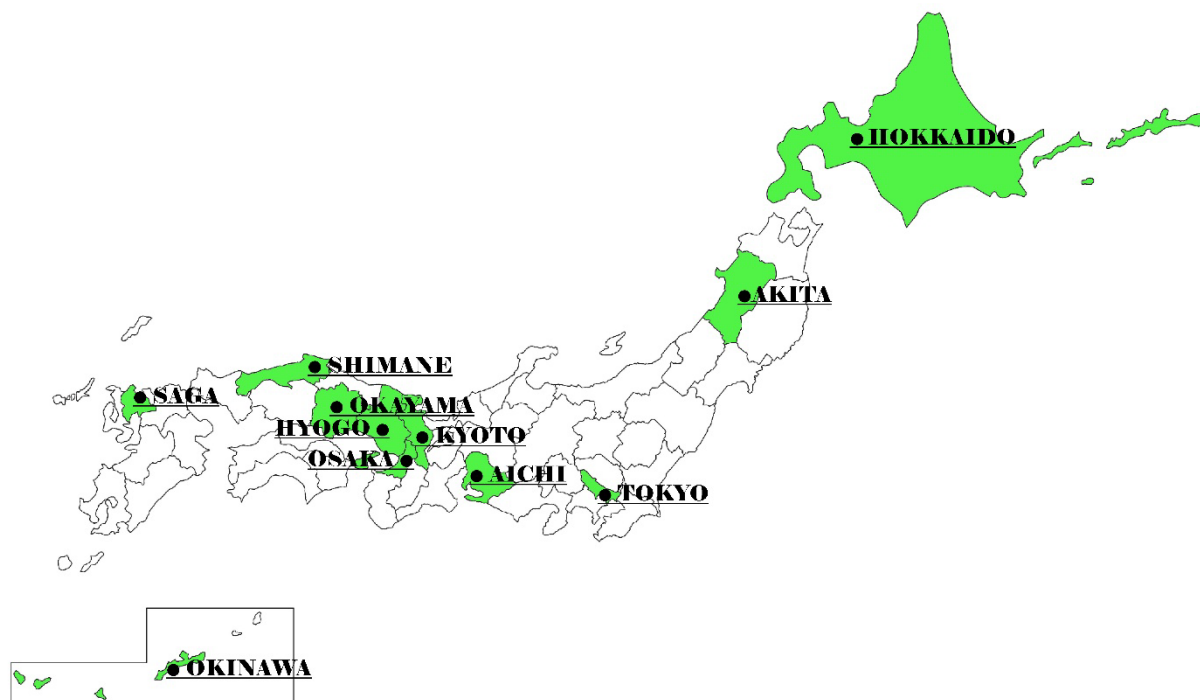 HOKKAIDO
AKITA
SHIMANE
SAGA
OKAYAMA
HYOGO
KYOTO
OSAKA
AICHI
TOKYO
OKINAWA